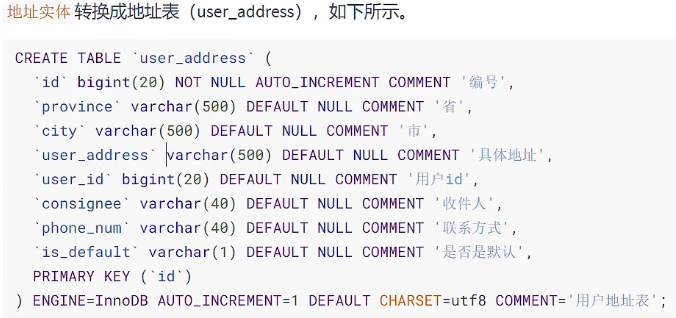 地址实体 转换成地址表（user_address），如下所示。
CREATE TABLE `user_address` (
`id` bigint(20) NOT NULL AUTO_INCREMENT COMMENT '编号',
`province` varchar(500) DEFAULT NULL COMMENT '省',
`city` varchar(500) DEFAULT NULL COMMENT '市',
`user_address` varchar(500) DEFAULT NULL COMMENT '具体地址',
`user_id` bigint(20) DEFAULT NULL COMMENT '用户id',
`consignee` varchar(40) DEFAULT NULL COMMENT '收件人',
`phone_num` varchar(40) DEFAULT NULL COMMENT '联系方式',
`is_default` varchar(1) DEFAULT NULL COMMENT '是否是默认',
PRIMARY KEY (`id`)
) ENGINE=InnoDB AUTO_INCREMENT=1 DEFAULT CHARSET=utf8 COMMENT='用户地址表';